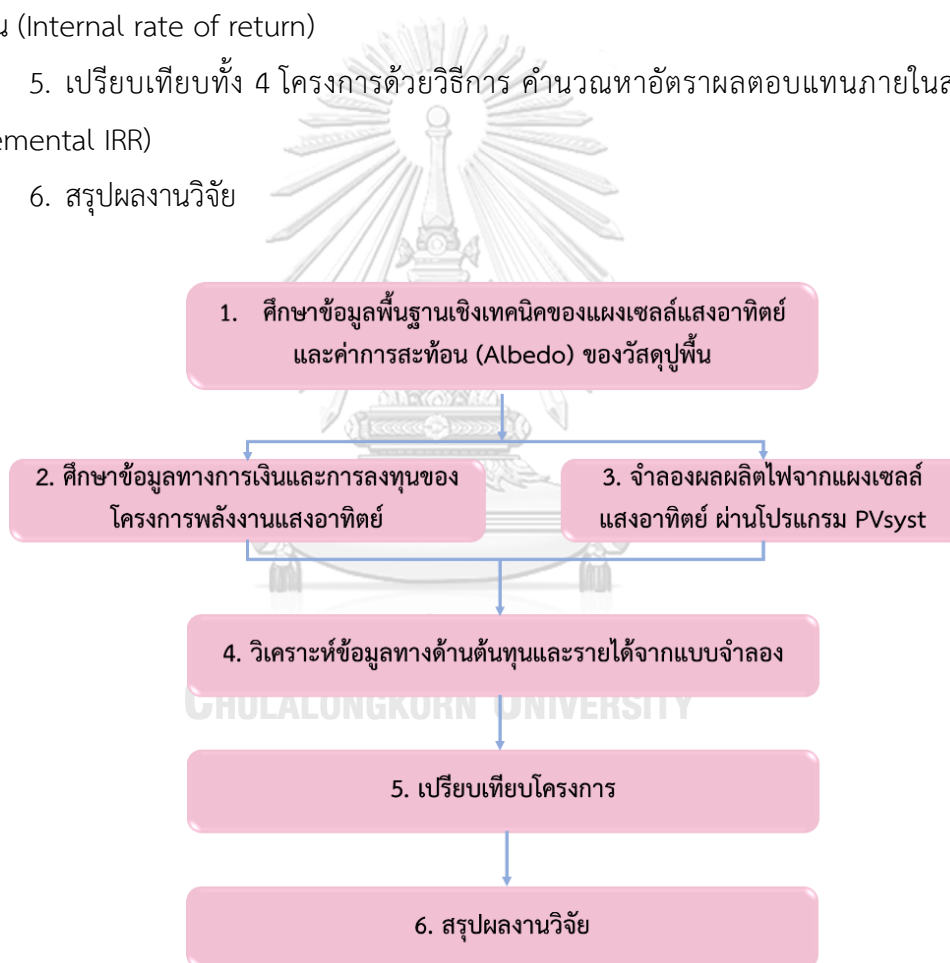 น (Internal rate of return)
5. เปรียบเทียบทั้ง 4 โครงการด้วยวิธีการ คำนวณหาอัตราผลตอบแทนภายใน
emental IRR)
6. สรุปผลงานวิจัย
1. ศึกษาข้อมูลพื้นฐานเชิงเทคนิคของแผงเซลล์แสงอาทิตย์
และค่าการสะท้อน (Albedo) ของวัสดุปูพื้น
2. ศึกษาข้อมูลทางการเงินและการลงทุนของ
โครงการพลังงานแสงอาทิตย์
3. จำลองผลผลิตไฟจากแผงเซลล์
แสงอาทิตย์ ผ่านโปรแกรม PVsyst
4. วิเคราะห์ข้อมูลทางด้านต้นทุนและรายได้จากแบบจำลอง
CHULALONGKORN UNIVERSITY
5. เปรียบเทียบโครงการ
6. สรุปผลงานวิจัย